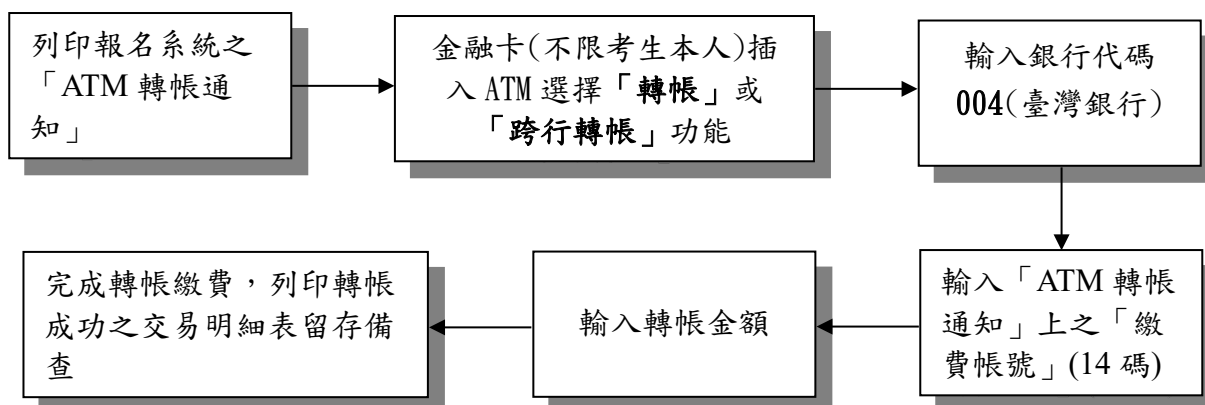 列印報名系統之
「ATM 轉帳通
知」
金融卡(不限考生本人)插
入 ATM 選擇「轉帳」或
「跨行轉帳」功能
輸入銀行代碼
004(臺灣銀行)
輸入「ATM 轉帳
通知」上之「繳
費帳號」(14 碼)
輸入轉帳金額
完成轉帳繳費，列印轉帳
成功之交易明細表留存備
查